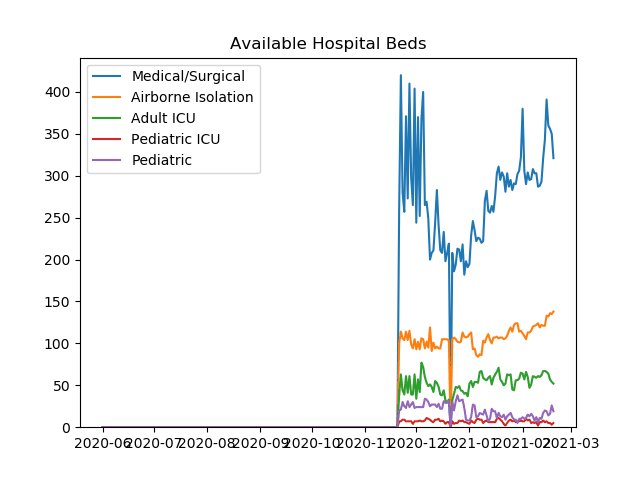 Available Hospital Beds
Medical/Surgical
Airborne Isolation
Adult ICU
Pediatric ICU
Pediatric
400
350
300
250
200
150
100
50
0
2020-06 2020-07 2020-08 2020-09 2020-10 2020-11 2020-12 2021-01 2021-02 2021-03